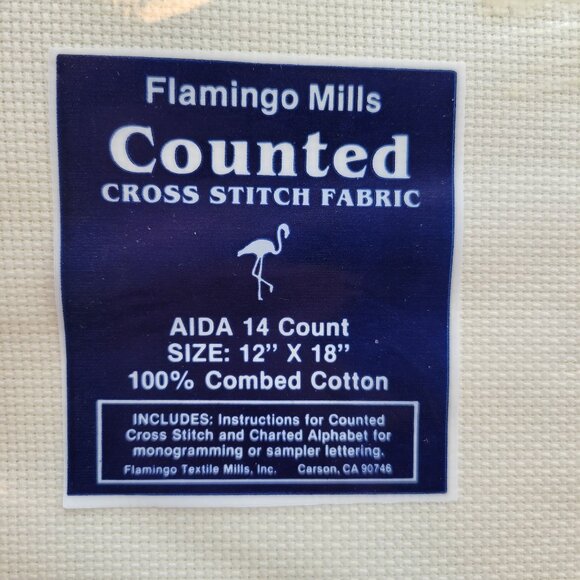 Flamingo Mills
Counted
CROSS STITCH FABRIC
AIDA 14 Count
SIZE: 12" X 18"
100% Combed Cotton
INCLUDES: Instructions for Counted
Cross Stitch and Charted Alphabet for
monogramming or sampler lettering.
Flamingo Textile Mills, Inc. Carson, CA 90746